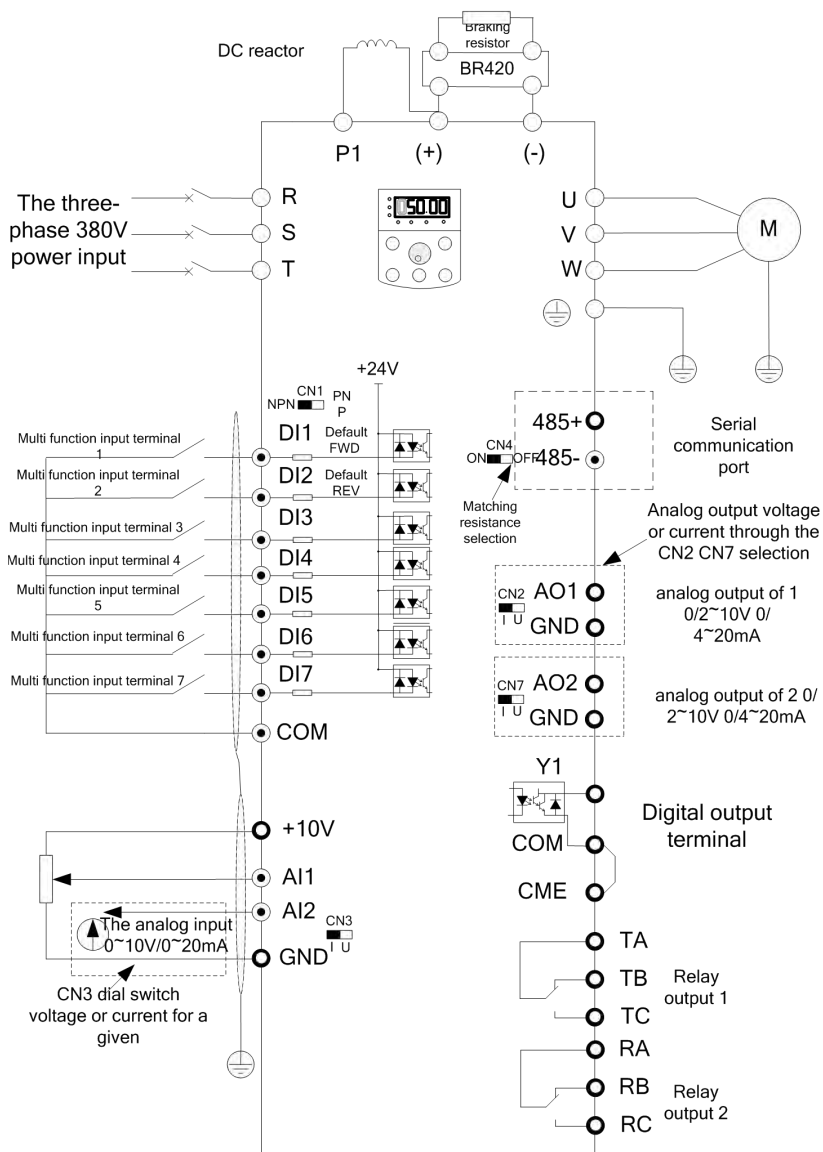 Braking
resistor
DC reactor
BR420
P1
(+)
(-)
The three-
phase 380V
power input
R
S
T
50.00
U
V
W
M
+24V
CN1
NPN
PN
P
Multi function input terminal
1
DI1
Default
FWD
Multi function input terminal
2
DI2
Default
REV
Multi function input terminal 3
DI3
Multi function input terminal 4
DI4
Multi function input terminal
5
DI5
Multi function input terminal 6
DI6
Multi function input terminal 7
DI7
COM
485+
CN4
ON
OFF
485-
Serial
communication
port
Matching
resistance
selection
Analog output voltage
or current through the
CN2 CN7 selection
CN2
I U
AO1
GND
analog output of 1
0/2~10V 0/
4~20mA
CN7
I U
AO2
GND
analog output of 2 0/
2~10V 0/4~20mA
Y1
COM
CME
Digital output
terminal
+10V
AI1
AI2
The analog input
0~10V/0~20mA
CN3
I U
GND
CN3 dial switch
voltage or current for a
given
TA
TB
TC
Relay
output 1
RA
RB
RC
Relay
output 2